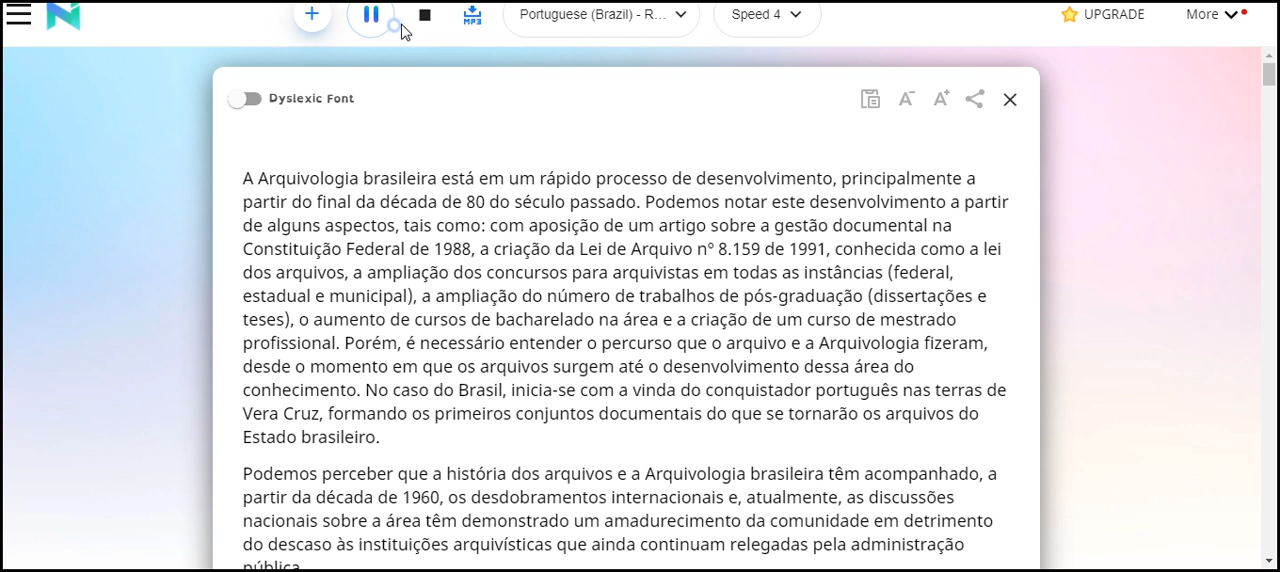 MP3
Portuguese (Brazil) - R...
Speed 4
UPGRADE
More
Dyslexic Font
A-
A+
A Arquivologia brasileira está em um rápido processo de desenvolvimento, principalmente a
partir do final da década de 80 do século passado. Podemos notar este desenvolvimento a partir
de alguns aspectos, tais como: com aposição de um artigo sobre a gestão documental na
Constituição Federal de 1988, a criação da Lei de Arquivo nº 8.159 de 1991, conhecida como a lei
dos arquivos, a ampliação dos concursos para arquivistas em todas as instâncias (federal,
estadual e municipal), a ampliação do número de trabalhos de pós-graduação (dissertações e
teses), o aumento de cursos de bacharelado na área e a criação de um curso de mestrado
profissional. Porém, é necessário entender o percurso que o arquivo e a Arquivologia fizeram,
desde o momento em que os arquivos surgem até o desenvolvimento dessa área do
conhecimento. No caso do Brasil, inicia-se com a vinda do conquistador português nas terras de
Vera Cruz, formando os primeiros conjuntos documentais do que se tornarão os arquivos do
Estado brasileiro.
Podemos perceber que a história dos arquivos e a Arquivologia brasileira têm acompanhado, a
partir da década de 1960, os desdobramentos internacionais e, atualmente, as discussões
nacionais sobre a área têm demonstrado um amadurecimento da comunidade em detrimento
do descaso às instituições arquivísticas que ainda continuam relegadas pela administração
pública.